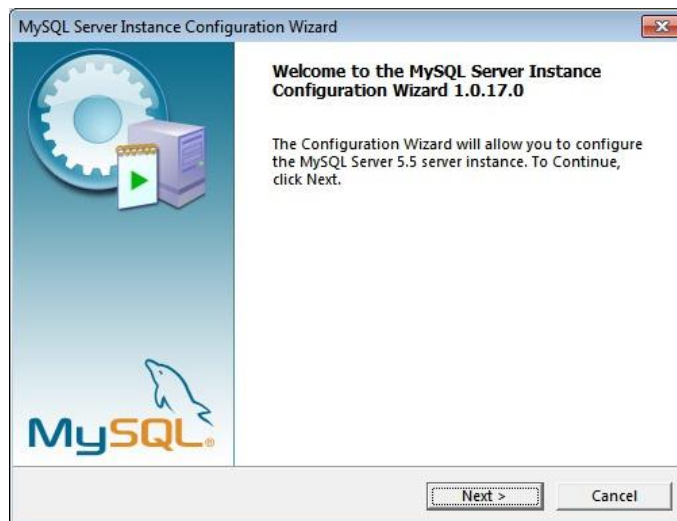 MySQL Server Instance Configuration Wizard
Welcome to the MySQL Server Instance
Configuration Wizard 1.0.17.0
The Configuration Wizard will allow you to configure
the MySQL Server 5.5 server instance. To Continue,
click Next.
MySQL®
Next >
Cancel